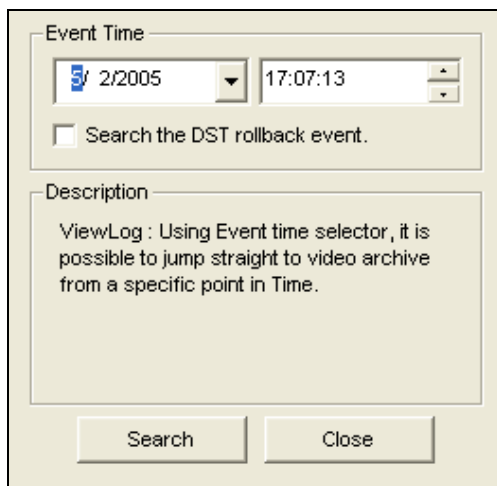 Event Time
5/ 2/2005 17:07:13
Search the DST rollback event.
Description
ViewLog : Using Event time selector, it is
possible to jump straight to video archive
from a specific point in Time.
Search Close